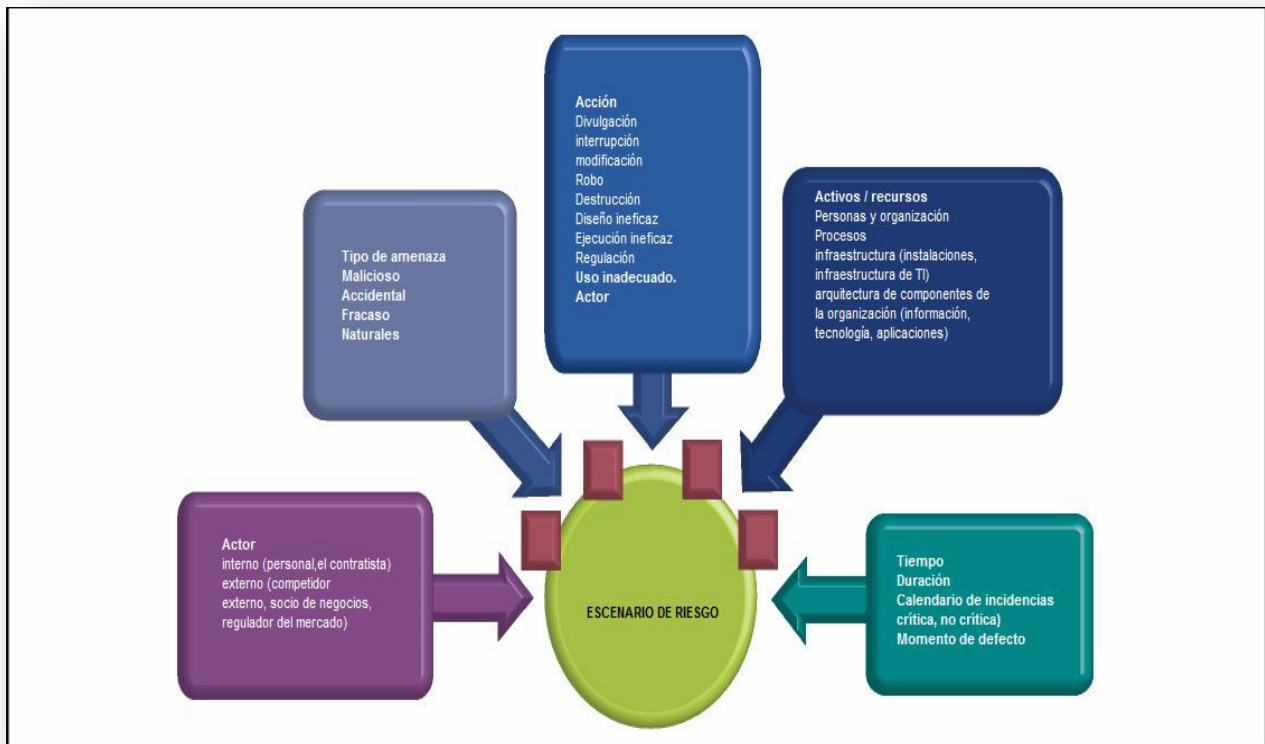 Acción
Divulgación
interrupción
modificación
Robo
Destrucción
Diseño ineficaz
Ejecución ineficaz
Regulación
Uso inadecuado.
Actor
Tipo de amenaza
Malicioso
Accidental
Fracaso
Naturales
Activos / recursos
Personas y organización
Procesos
infraestructura (instalaciones,
infraestructura de TI)
arquitectura de componentes de
la organización (información,
tecnología, aplicaciones)
Actor
interno (personal,el contratista)
externo (competidor
externo, socio de negocios,
regulador del mercado)
ESCENARIO DE RIESGO
Tiempo
Duración
Calendario de incidencias
crítica, no crítica)
Momento de defecto